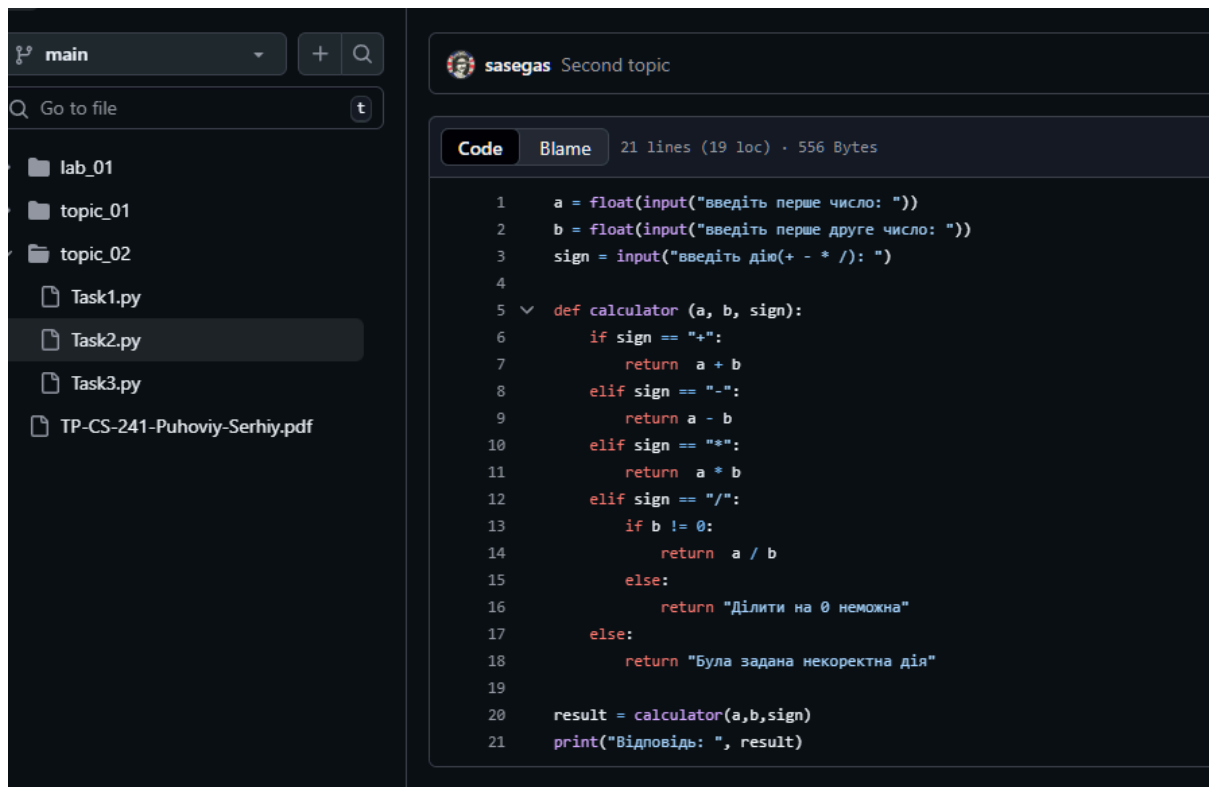 main
Go to file
t
lab_01
topic_01
topic_02
Task1.py
Task2.py
Task3.py
TP-CS-241-Puhoviy-Serhiy.pdf
sasegas Second topic
Code Blame 21 lines (19 loc) · 556 Bytes
1 a = float(input("введіть перше число: "))
2 b = float(input("введіть перше друге число: "))
3 sign = input("введіть дію(+ - * /): ")
4
5 def calculator (a, b, sign):
6 if sign == "+":
7 return  a + b
8 elif sign == "-":
9 return a - b
10 elif sign == "*":
11 return  a * b
12 elif sign == "/":
13 if b != 0:
14 return  a / b
15 else:
16 return "Ділити на 0 неможна"
17 else:
18 return "Була задана некоректна дія"
19
20 result = calculator(a,b,sign)
21 print("Відповідь: ", result)